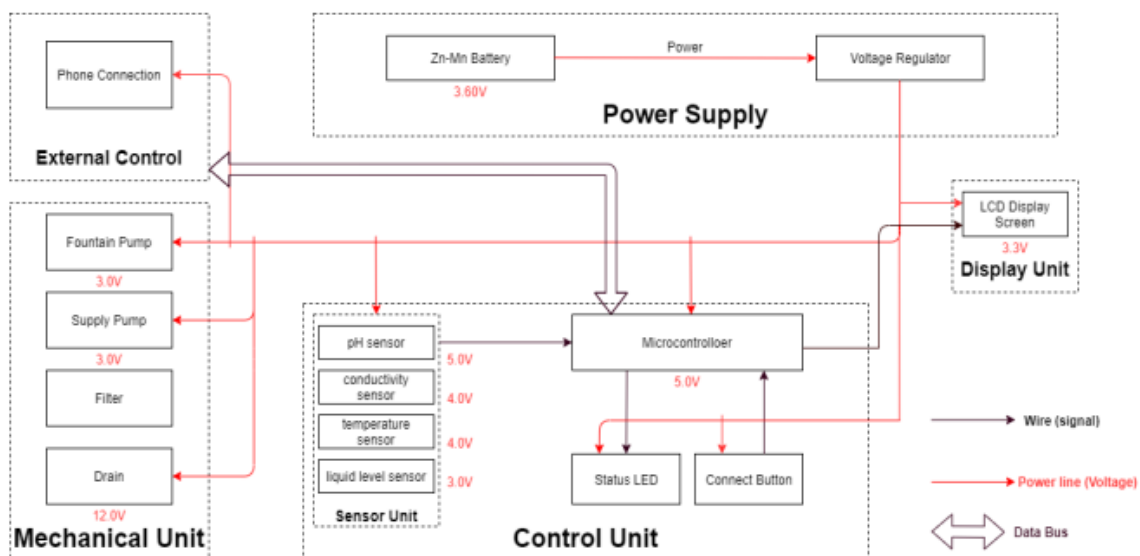 Phone Connection
External Control
Zn-Mn Battery
3.60V
Power
Voltage Regulator
Power Supply
LCD Display
Screen
3.3V
Display Unit
Fountain Pump
3.0V
Supply Pump
3.0V
Filter
Drain
12.0V
Mechanical Unit
pH sensor
5.0V
conductivity
sensor
4.0V
temperature
sensor
4.0V
liquid level sensor
3.0V
Sensor Unit
Microcontrolloer
5.0V
Status LED
Connect Button
Control Unit
Wire (signal)
Power line (Voltage)
Data Bus